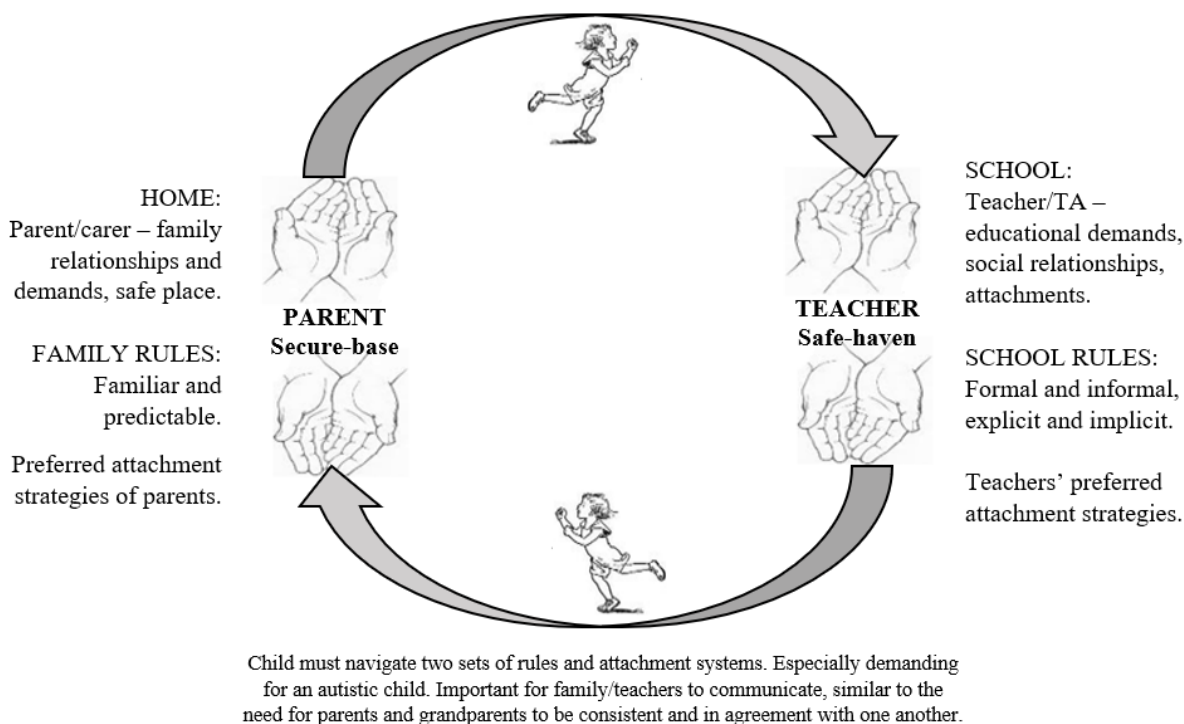 HOME:
Parent/carer – family
relationships and
demands, safe place.
PARENT
Secure-base
FAMILY RULES:
Familiar and
predictable.
Preferred attachment
strategies of parents.
SCHOOL:
Teacher/TA –
educational demands,
social relationships,
attachments.
TEACHER
Safe-haven
SCHOOL RULES:
Formal and informal,
explicit and implicit.
Teachers’ preferred
attachment strategies.
Child must navigate two sets of rules and attachment systems. Especially demanding
for an autistic child. Important for family/teachers to communicate, similar to the
need for parents and grandparents to be consistent and in agreement with one another.